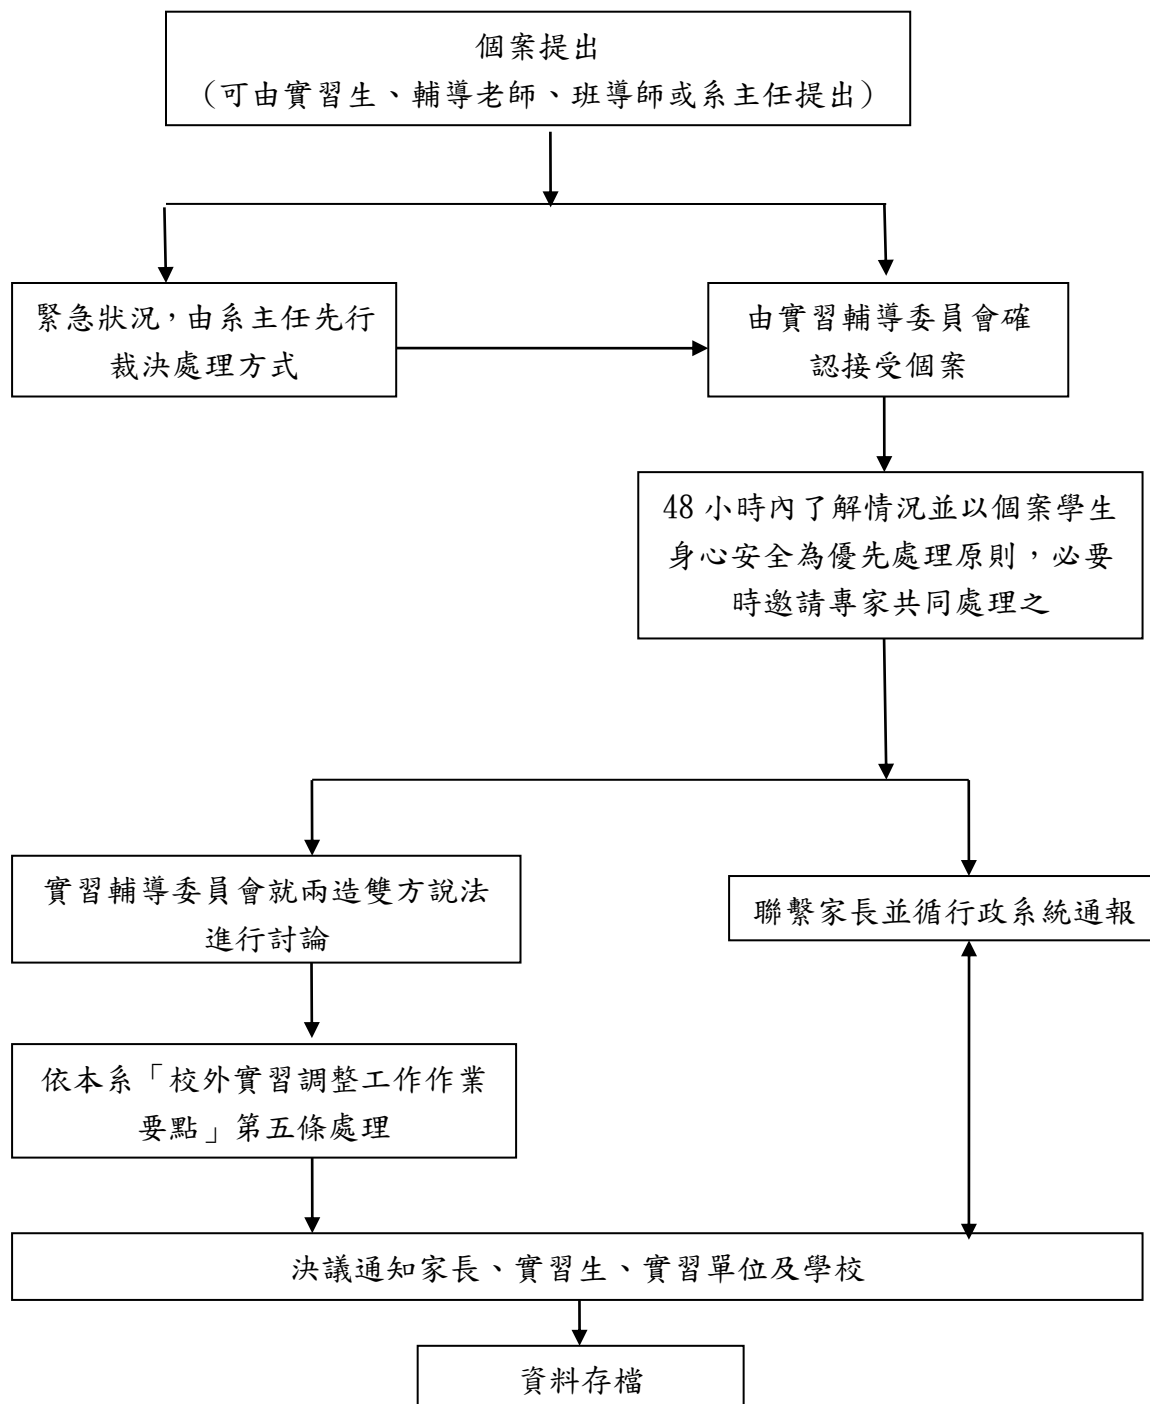 個案提出
（可由實習生、輔導老師、班導師或系主任提出）
緊急狀況，由系主任先行
裁決處理方式
由實習輔導委員會確
認接受個案
48 小時內了解情況並以個案學生
身心安全為優先處理原則，必要
時邀請專家共同處理之
實習輔導委員會就兩造雙方說法
進行討論
聯繫家長並循行政系統通報
依本系「校外實習調整工作作業
要點」第五條處理
決議通知家長、實習生、實習單位及學校
資料存檔